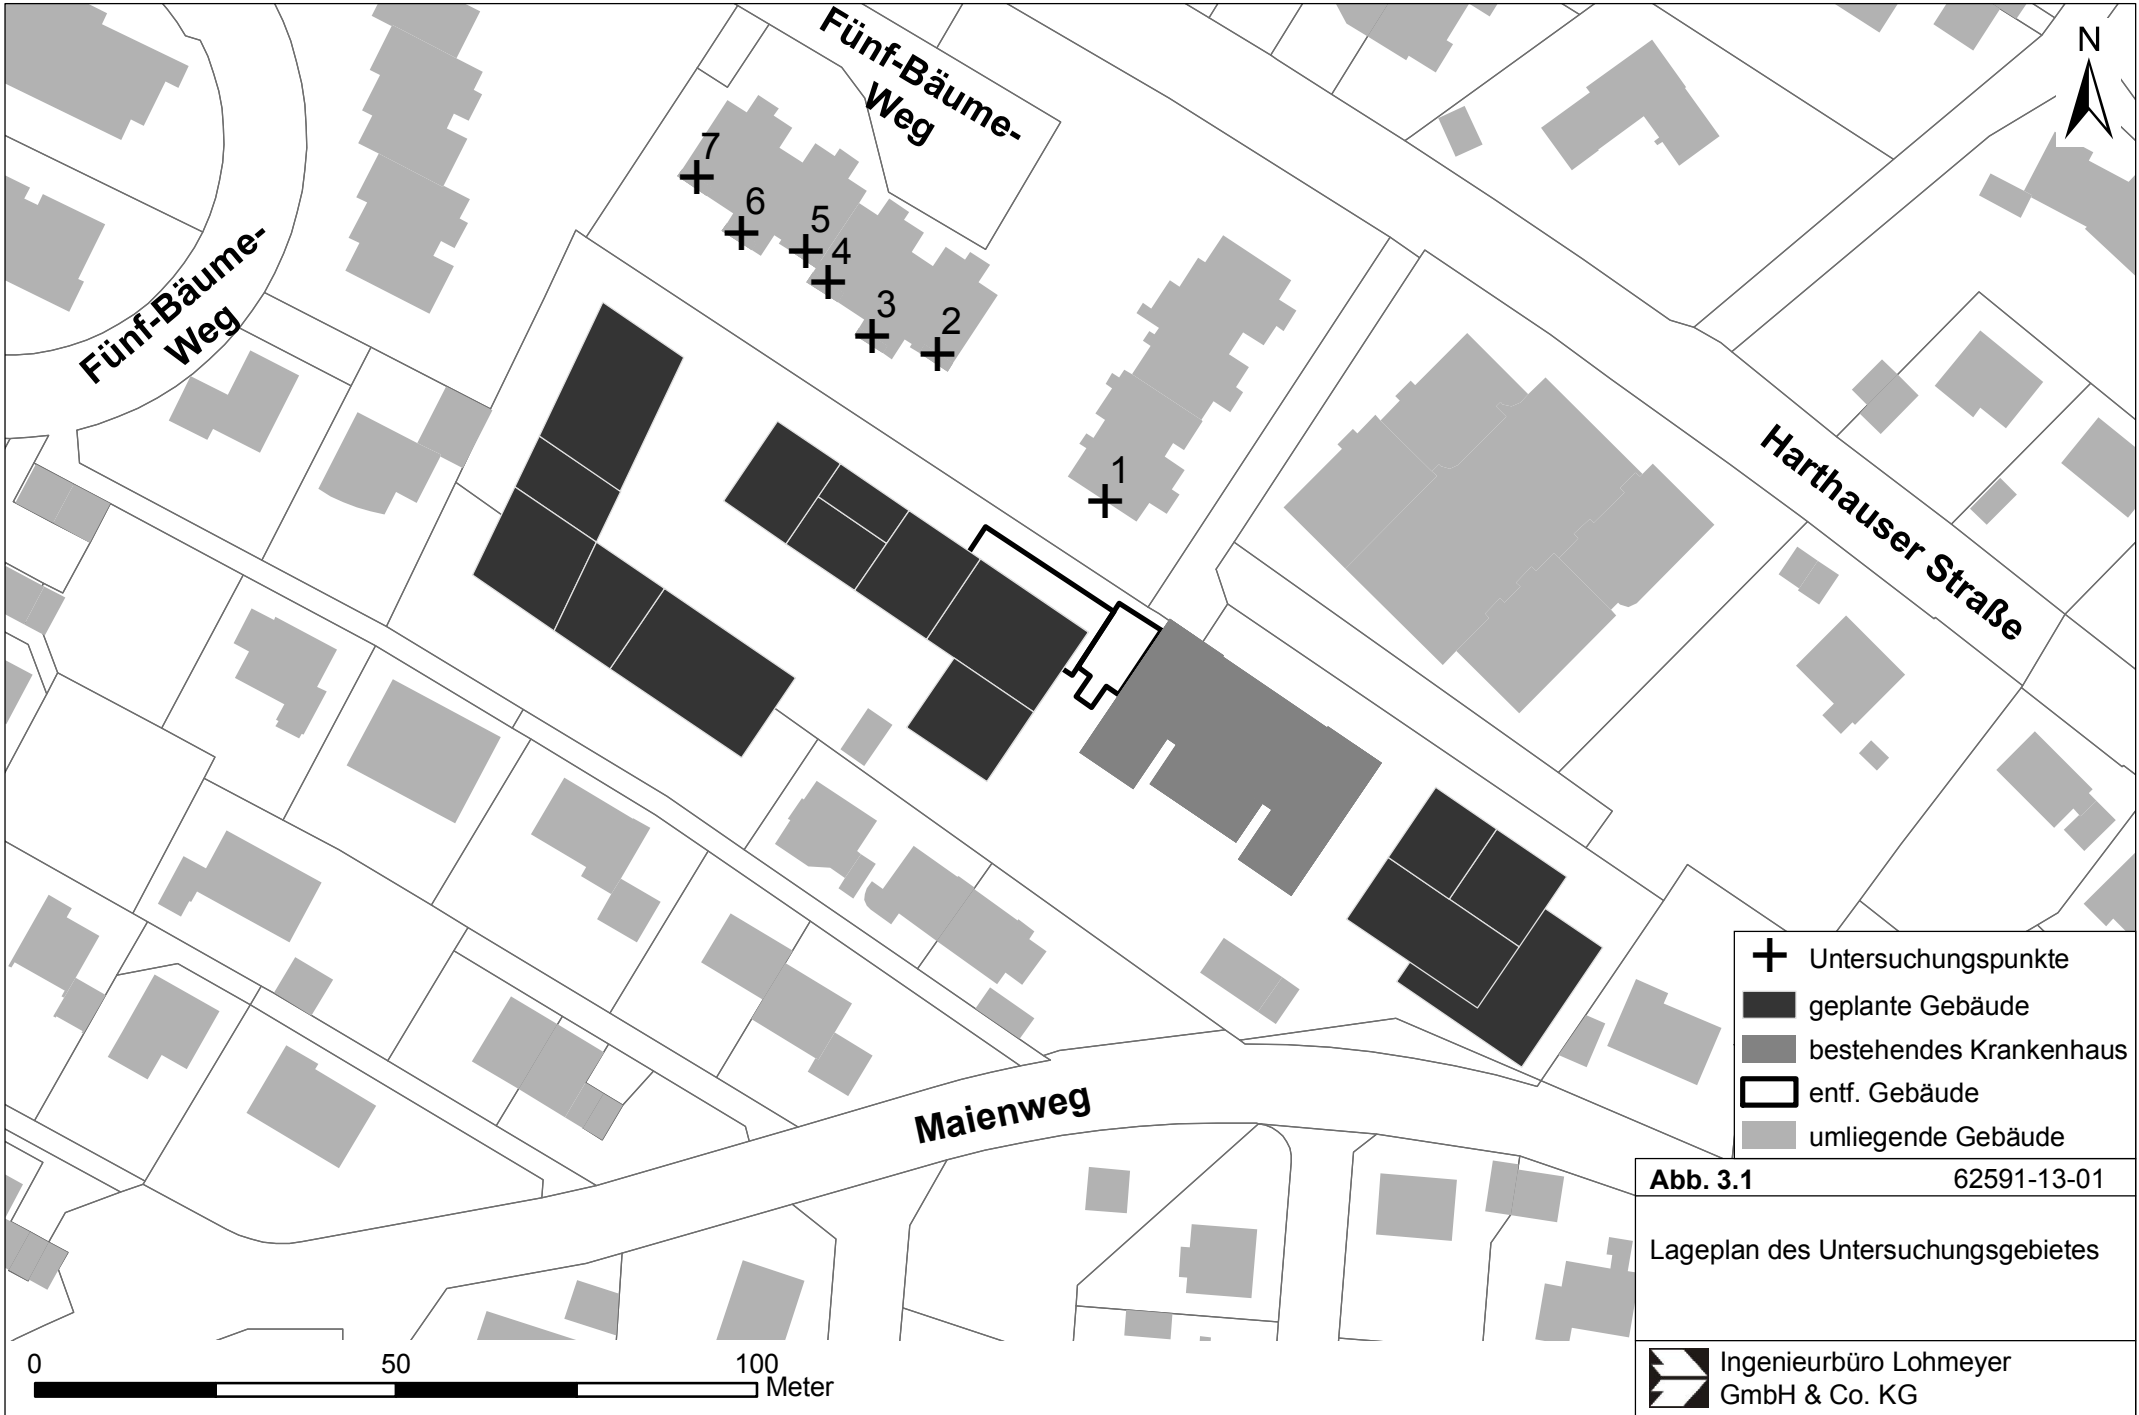 Fünf-Bäume-
Weg
N
7
6
5
4
3
2
1
Fünf-Bäume-
Weg
Harthauser Straße
Maienweg
Untersuchungspunkte
geplante Gebäude
bestehendes Krankenhaus
entf. Gebäude
umliegende Gebäude
Abb. 3.1 62591-13-01
Lageplan des Untersuchungsgebietes
0 50 100
Meter
Ingenieurbüro Lohmeyer
GmbH & Co. KG